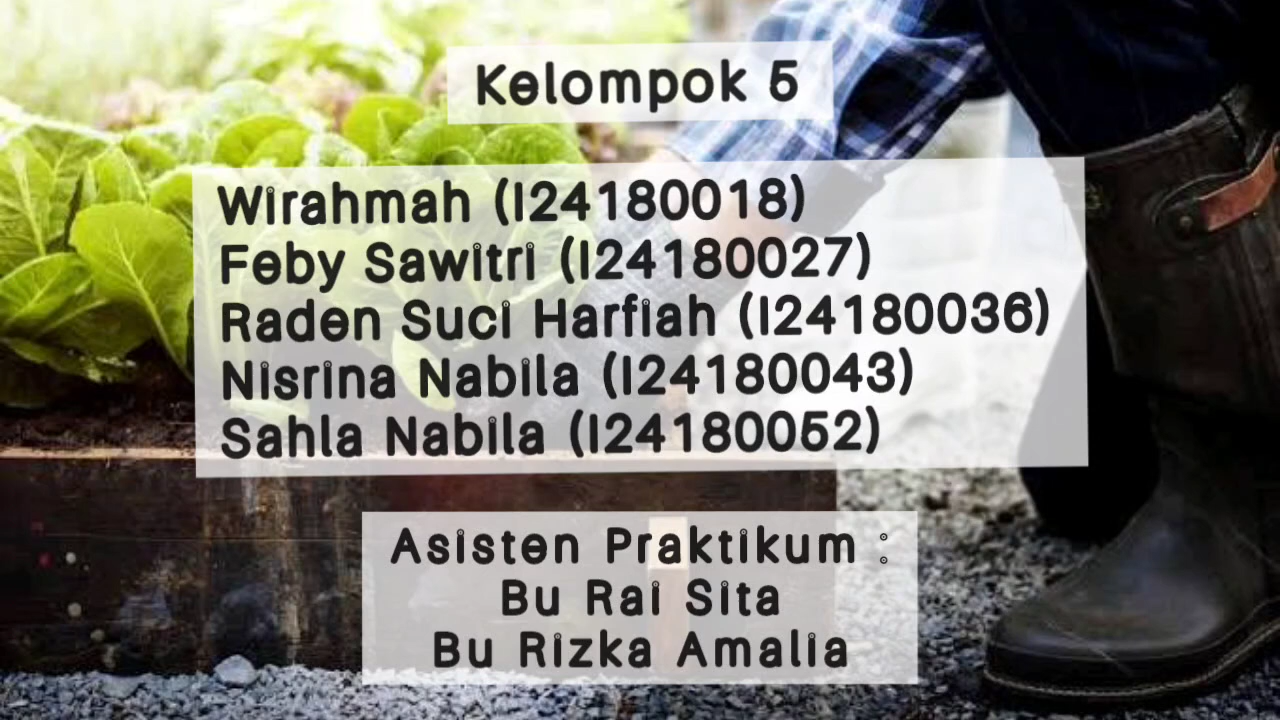 Kelompok 5
Wirahmah (I24180018)
Feby Sawitri (I24180027)
Raden Suci Harfiah (I24180036)
Nisrina Nabila (I24180043)
Sahla Nabila (I24180052)
Asisten Praktikum :
Bu Rai Sita
Bu Rizka Amalia